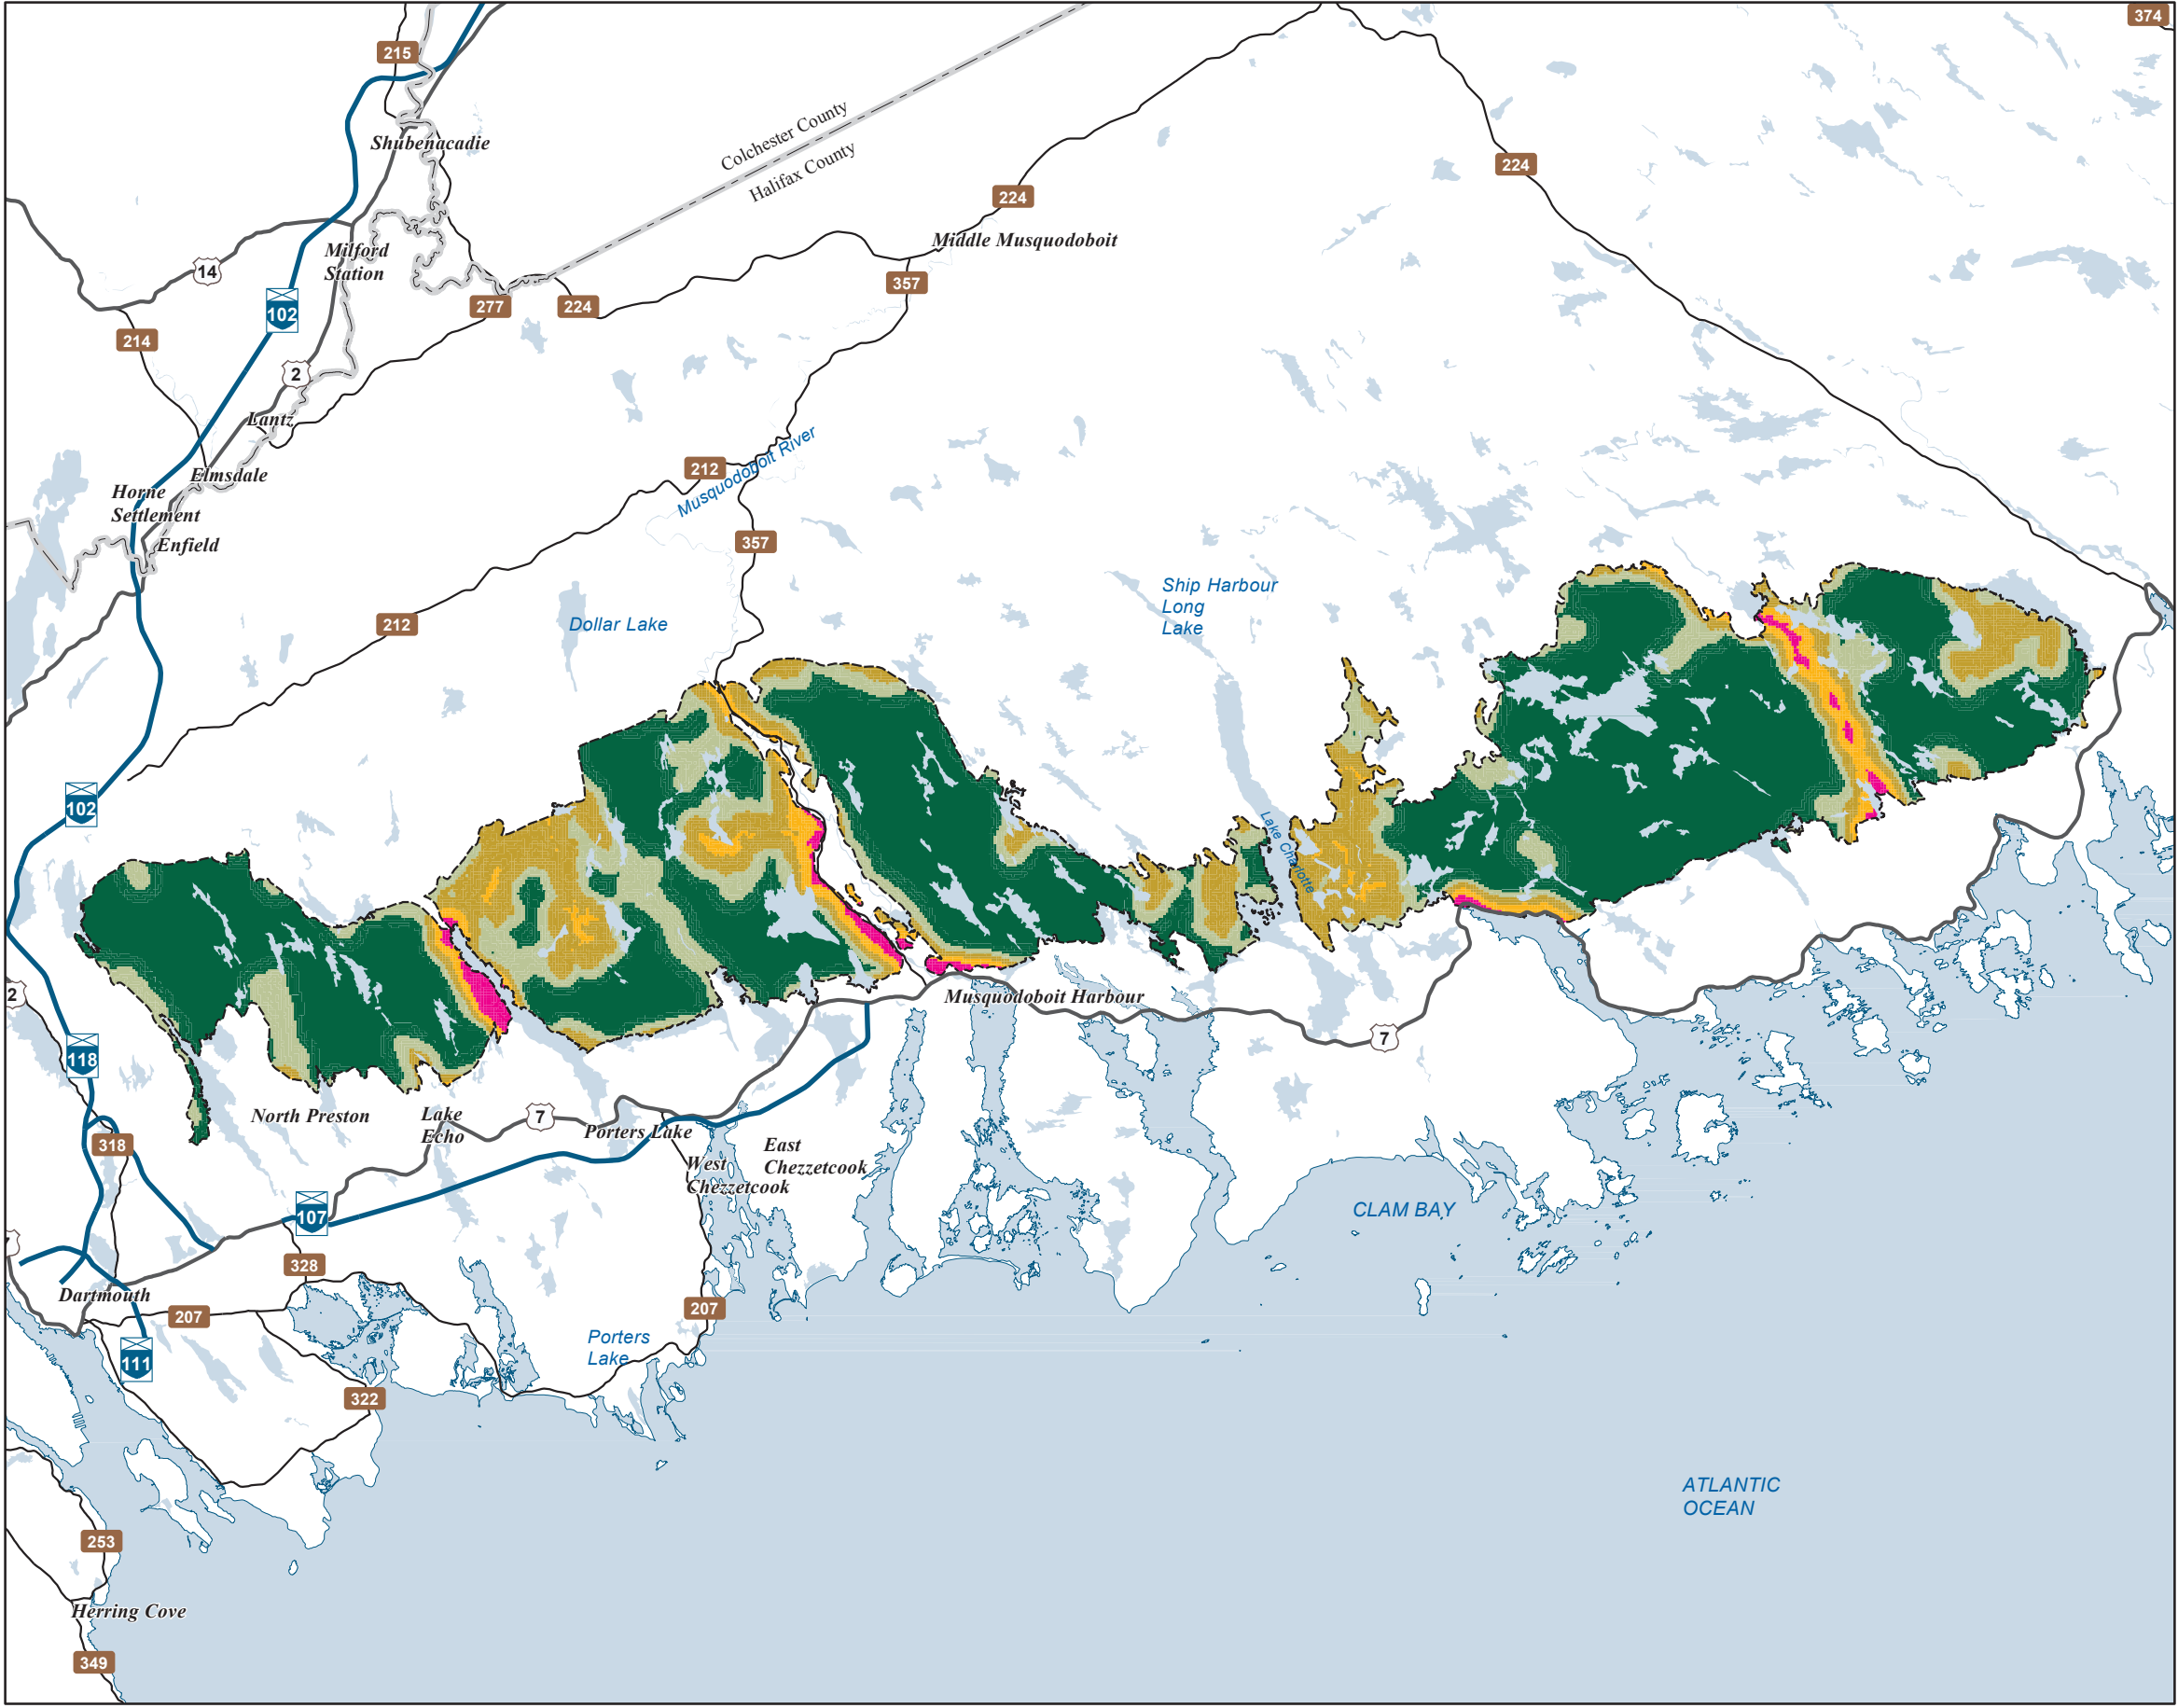 374
215
Shubenacadie
Colchester County
Halifax County
224
224
Middle Musquodoboit
Milford
Station
14
102
277
224
357
214
2
Lantz
Musquodoboit River
212
Elmsdale
Horne
Settlement
Enfield
357
Ship Harbour
Long
Lake
Dollar Lake
212
102
Lake Charlotte
2
Musquodoboit Harbour
7
118
North Preston
Lake
Echo
7
Porters Lake
318
East
Chezzetcook
West
Chezzetcook
107
CLAM BAY
7
328
Dartmouth
207
207
Porters
Lake
111
322
ATLANTIC
OCEAN
253
Herring Cove
349